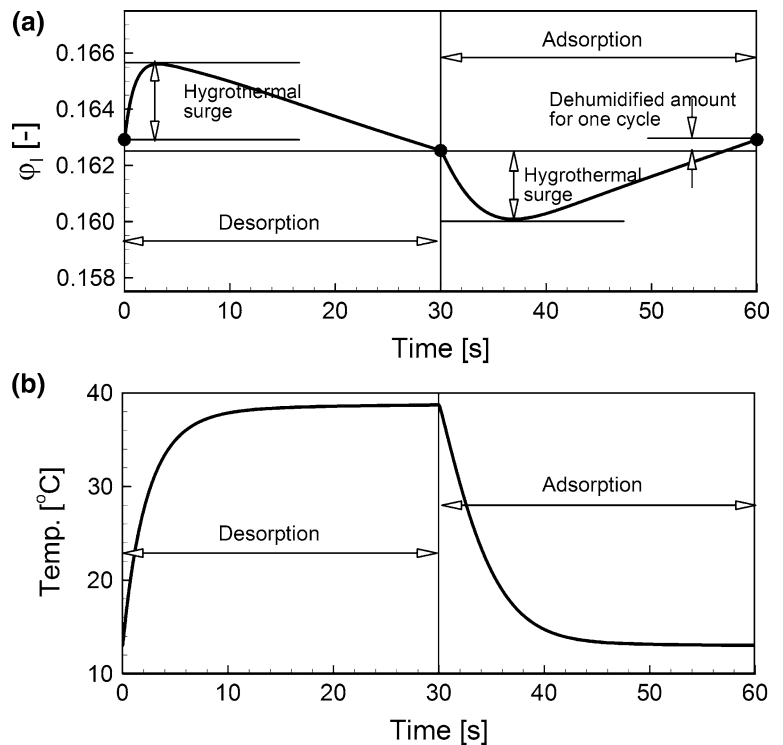 (a)
0.166
0.164
0.162
0.160
0.158
φl [-]
Hygrothermal
surge
Adsorption
Dehumidified amount
for one cycle
Hygrothermal
surge
Desorption
0 10 20 30 40 50 60
Time [s]
(b)
40
30
20
10
Temp. [°C]
Adsorption
Desorption
0 10 20 30 40 50 60
Time [s]